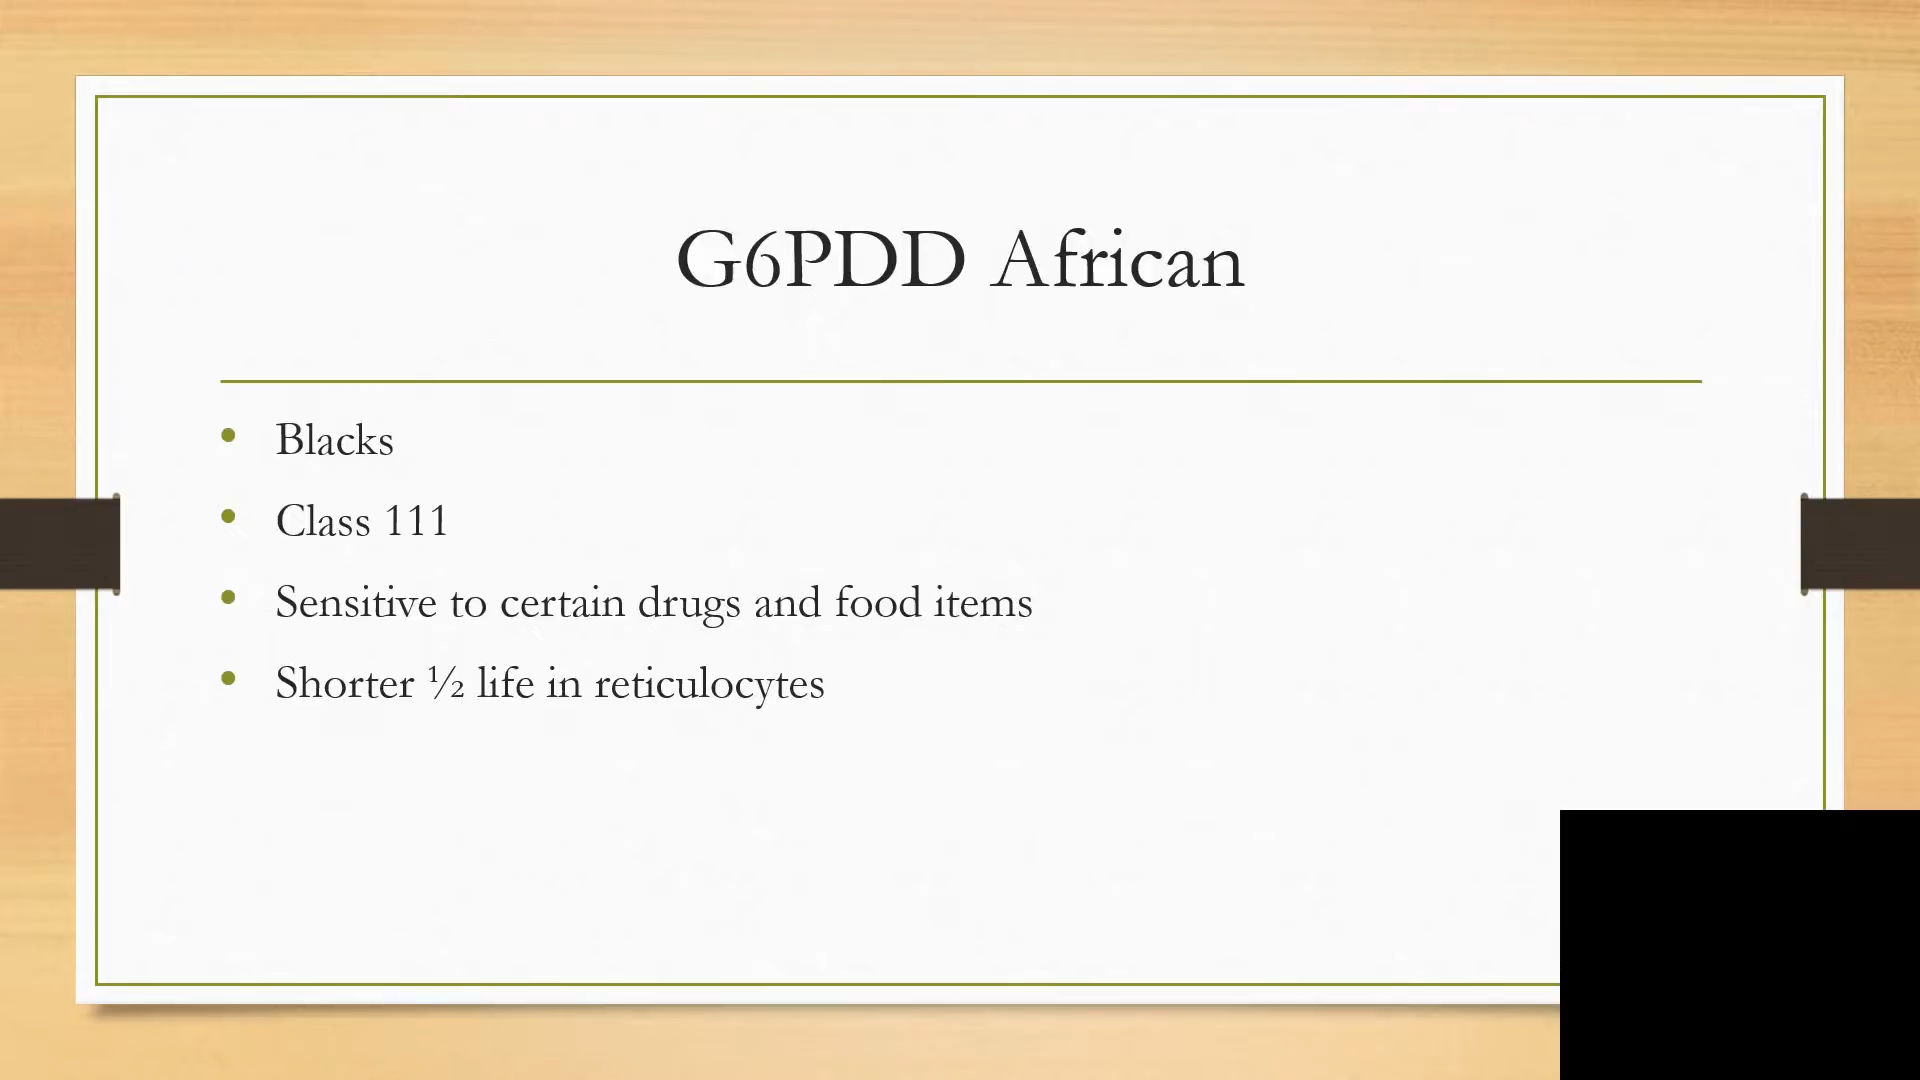 G6PDD African
• Blacks
• Class 111
• Sensitive to certain drugs and food items
• Shorter ½ life in reticulocytes